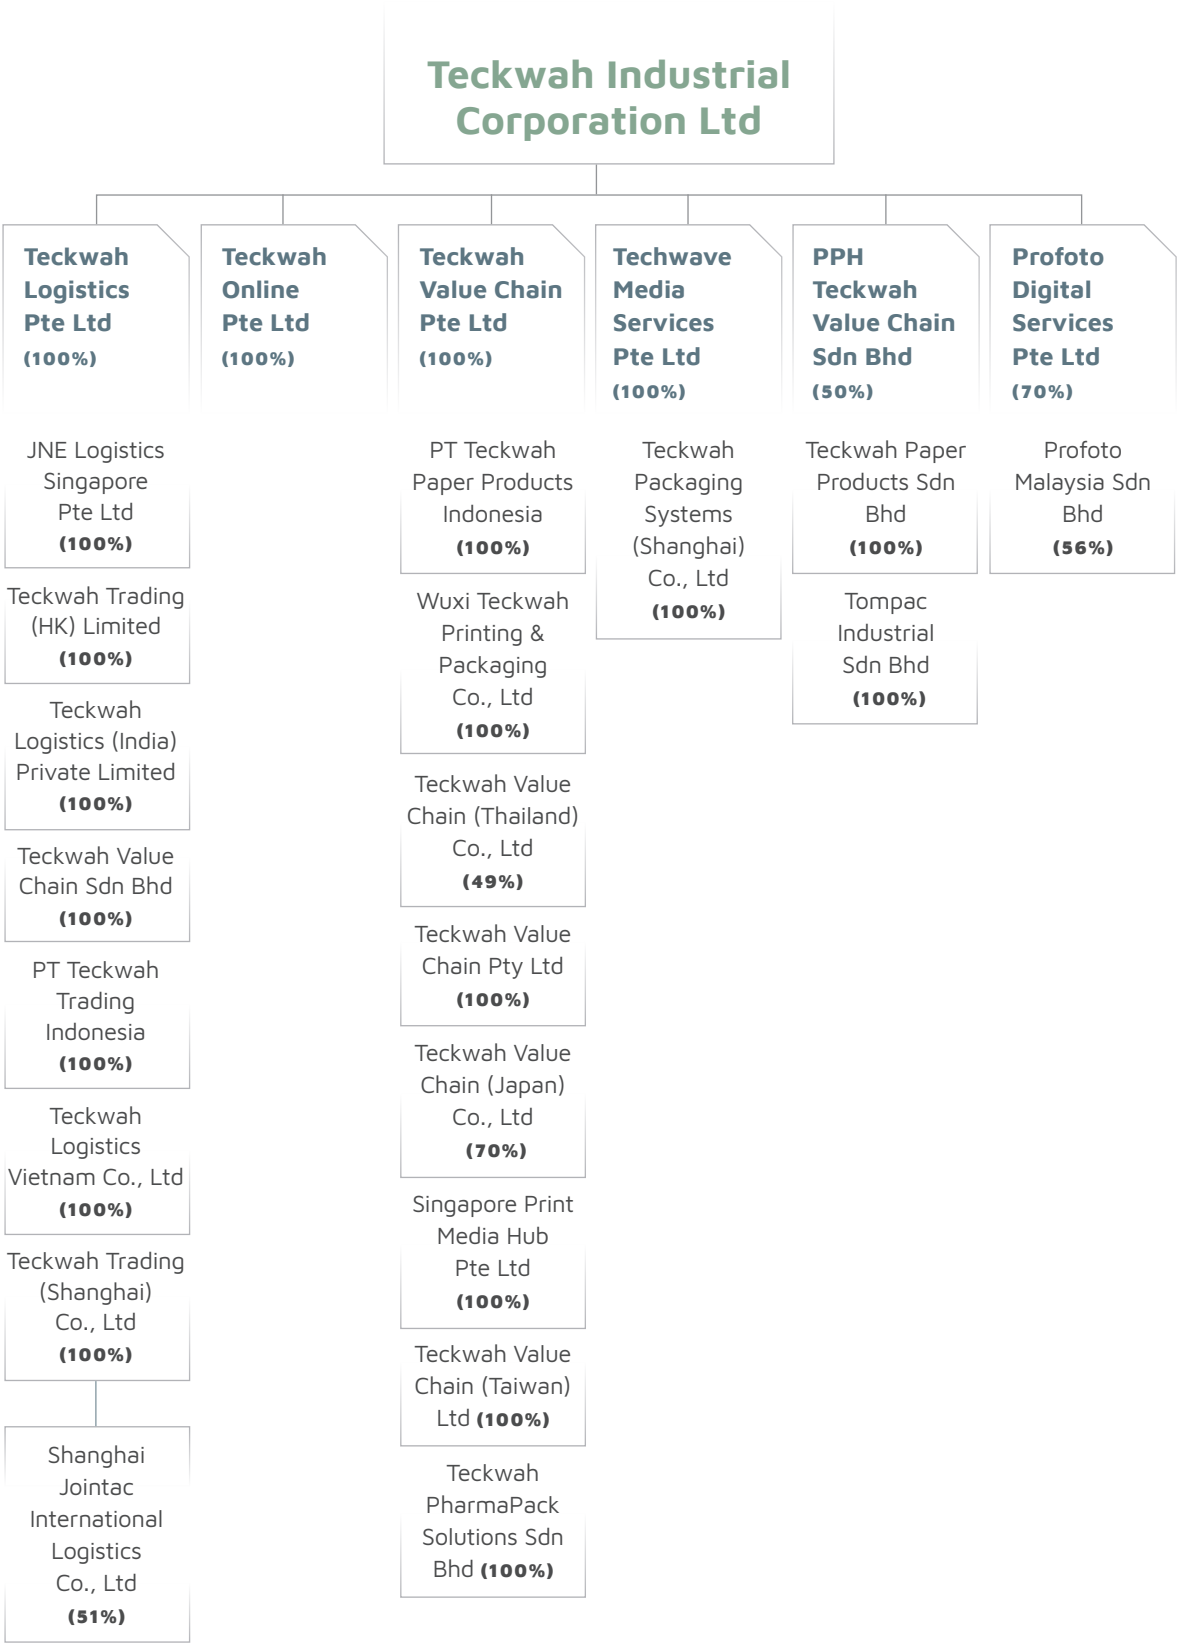 Teckwah Industrial
Corporation Ltd
Teckwah
Logistics
Pte Ltd
(100%)
JNE Logistics
Singapore
Pte Ltd
(100%)
Teckwah Trading
(HK) Limited
(100%)
Teckwah
Logistics (India)
Private Limited
(100%)
Teckwah Value
Chain Sdn Bhd
(100%)
PT Teckwah
Trading
Indonesia
(100%)
Teckwah
Logistics
Vietnam Co., Ltd
(100%)
Teckwah Trading
(Shanghai)
Co., Ltd
(100%)
Shanghai
Jointac
International
Logistics
Co., Ltd
(51%)
Teckwah
Online
Pte Ltd
(100%)
Teckwah
Value Chain
Pte Ltd
(100%)
PT Teckwah
Paper Products
Indonesia
(100%)
Wuxi Teckwah
Printing &
Packaging
Co., Ltd
(100%)
Teckwah Value
Chain (Thailand)
Co., Ltd
(49%)
Teckwah Value
Chain Pty Ltd
(100%)
Teckwah Value
Chain (Japan)
Co., Ltd
(70%)
Singapore Print
Media Hub
Pte Ltd
(100%)
Teckwah Value
Chain (Taiwan)
Ltd (100%)
Teckwah
PharmaPack
Solutions Sdn
Bhd (100%)
Techwave
Media
Services
Pte Ltd
(100%)
Teckwah
Packaging
Systems
(Shanghai)
Co., Ltd
(100%)
PPH
Teckwah
Value Chain
Sdn Bhd
(50%)
Teckwah Paper
Products Sdn
Bhd
(100%)
Tompac
Industrial
Sdn Bhd
(100%)
Profoto
Digital
Services
Pte Ltd
(70%)
Profoto
Malaysia Sdn
Bhd
(56%)